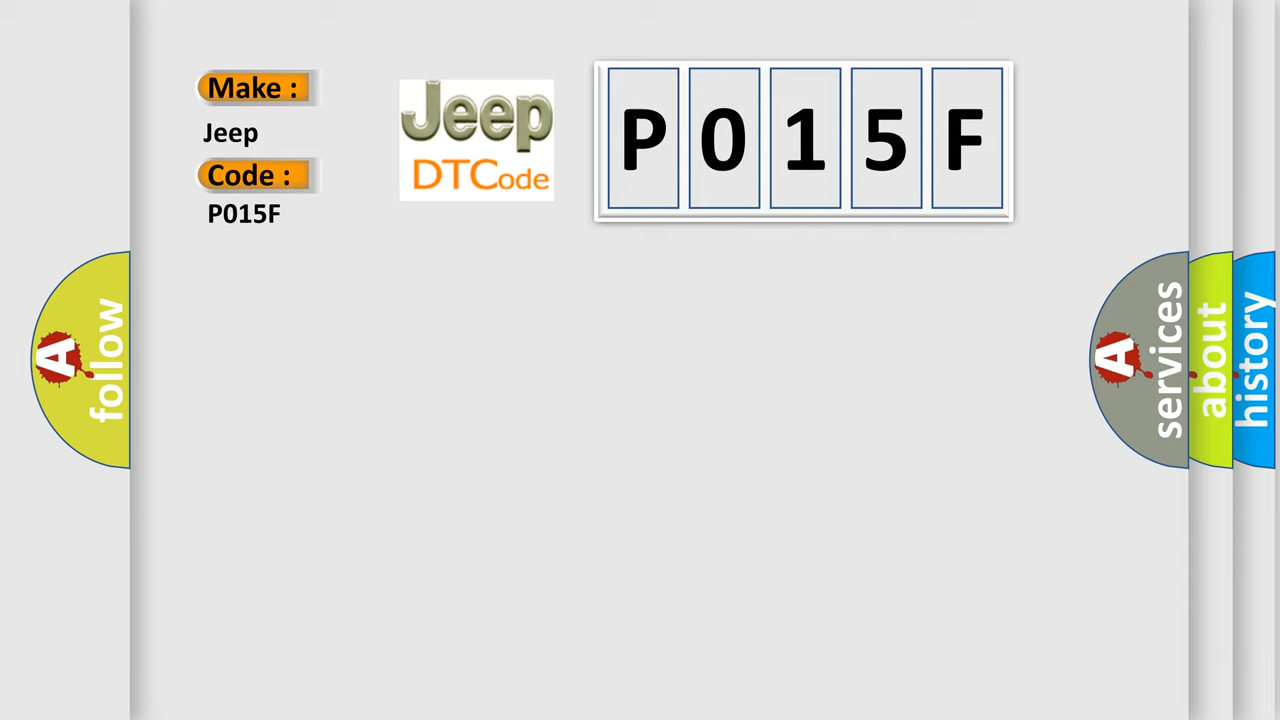 Make :
Jeep
Code :
P015F
Jeep
DTCode
P 0 1 5 F
A follow
A services
about
history